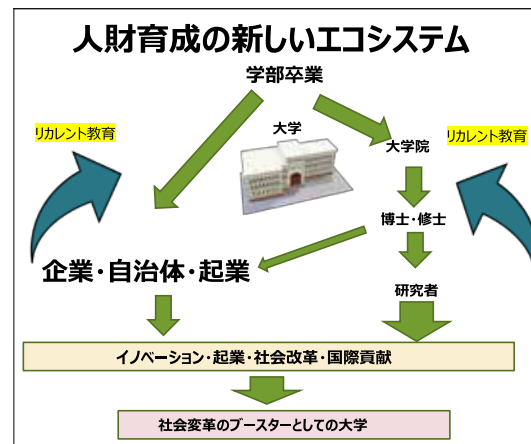 人財育成の新しいエコシステム
学部卒業
リカレント教育
大学
大学院
リカレント教育
博士・修士
企業・自治体・起業
研究者
イノベーション・起業・社会改革・国際貢献
社会変革のブースターとしての大学